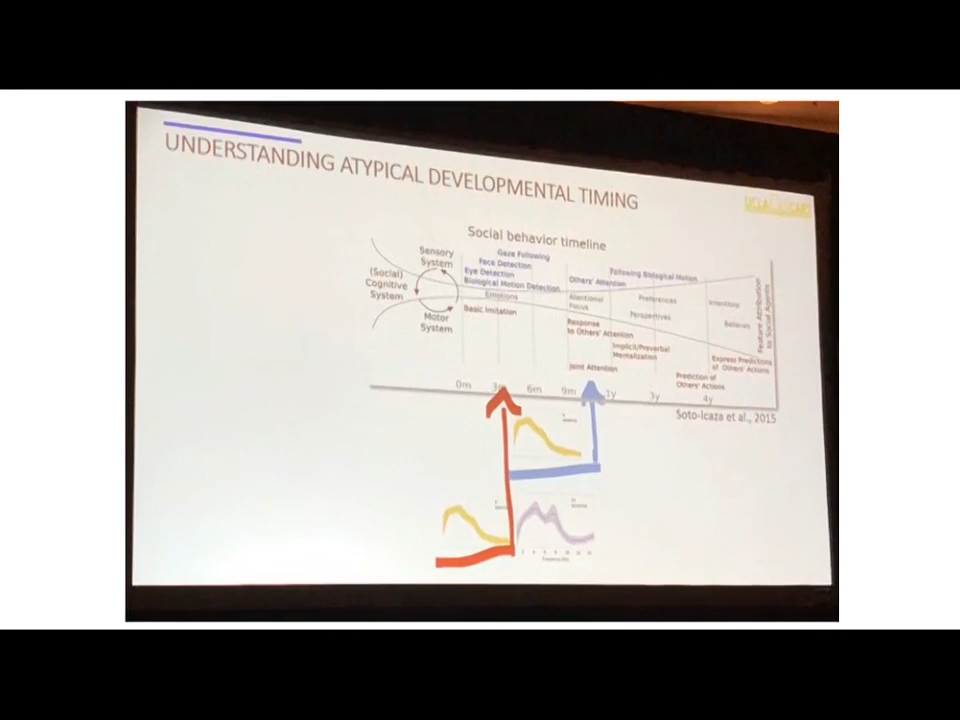 UNDERSTANDING ATYPICAL DEVELOPMENTAL TIMING
Social behavior timeline
(Social)
Cognitive
System
Sensory
System
Motor
System
Gaze Following
Face Detection
Eye Detection
Biological Motion Detection
Emotions
Basic Imitation
Others' Attention
Following Biological Motion
Attentional
Focus
Preferences
Perspectives
Intentions
Believes
Response
to Others' Attention
Implicit/Preverbal
Mentalization
Joint Attention
Prediction of
Others' Actions
Express Predictions
of Others' Actions
Feature Attribution
to Social Agents
0m 6m 9m 1y 3y 4y
Soto-Icaza et al., 2015